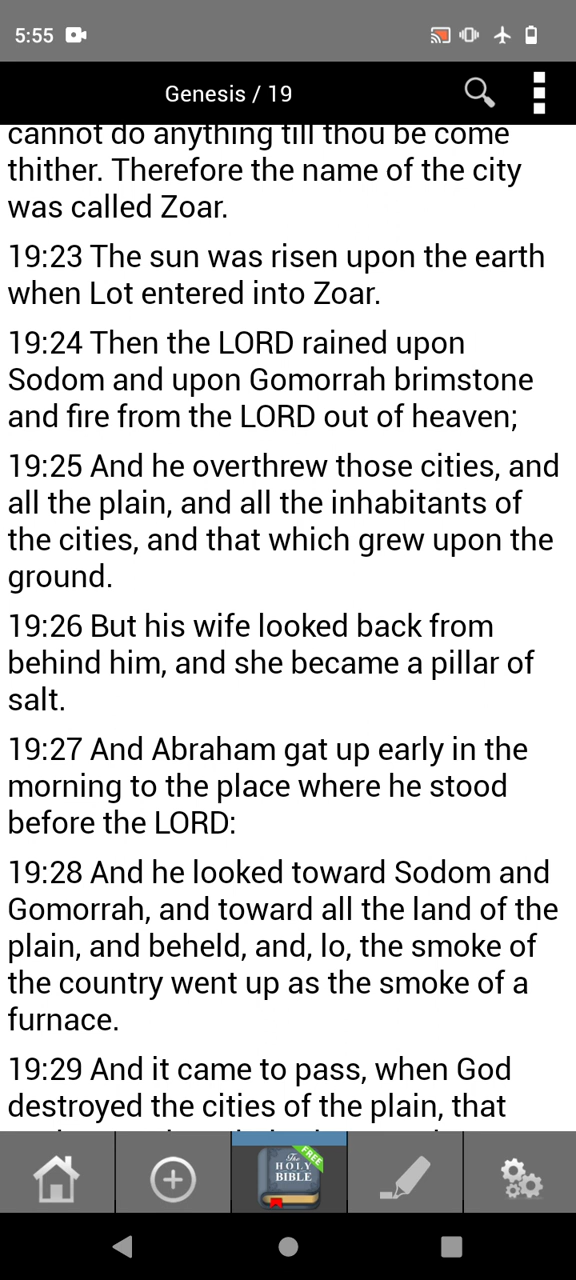 5:55
Genesis / 19
cannot do anything till thou be come
thither. Therefore the name of the city
was called Zoar.
19:23 The sun was risen upon the earth
when Lot entered into Zoar.
19:24 Then the LORD rained upon
Sodom and upon Gomorrah brimstone
and fire from the LORD out of heaven;
19:25 And he overthrew those cities, and
all the plain, and all the inhabitants of
the cities, and that which grew upon the
ground.
19:26 But his wife looked back from
behind him, and she became a pillar of
salt.
19:27 And Abraham gat up early in the
morning to the place where he stood
before the LORD:
19:28 And he looked toward Sodom and
Gomorrah, and toward all the land of the
plain, and beheld, and, lo, the smoke of
the country went up as the smoke of a
furnace.
19:29 And it came to pass, when God
destroyed the cities of the plain, that
The
HOLY
BIBLE
FREE